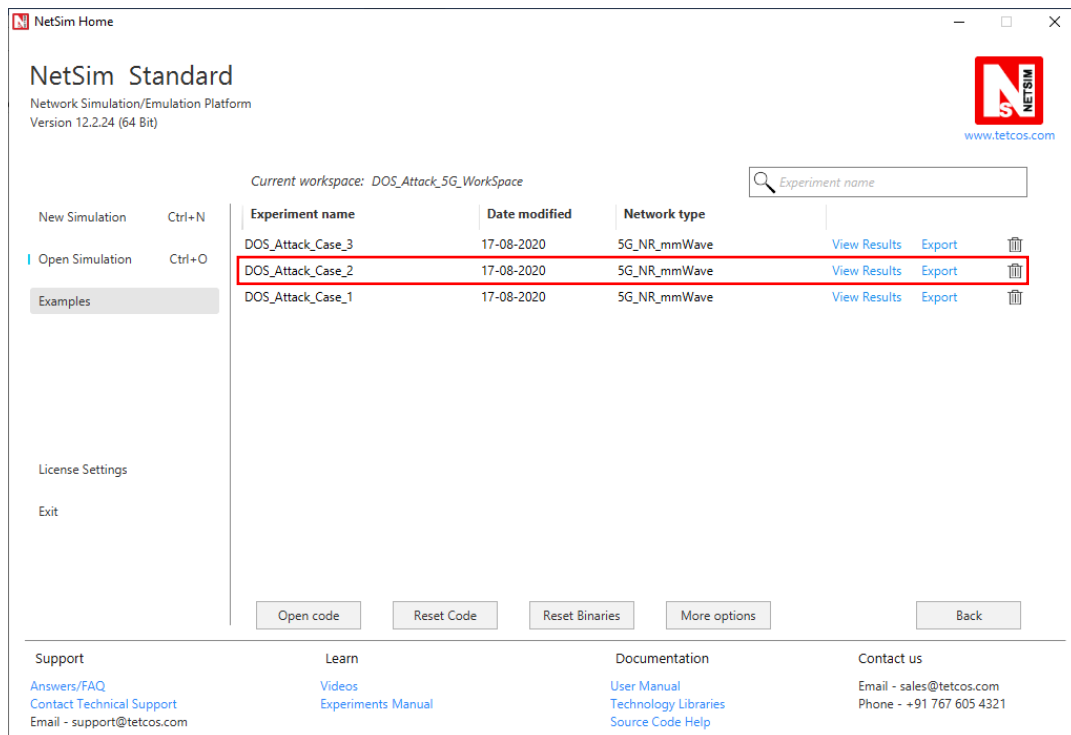 NetSim Home
NetSim Standard
Network Simulation/Emulation Platform
Version 12.2.24 (64 Bit)
NETSIM
N
S
www.tetcos.com
Current workspace: DOS_Attack_5G_WorkSpace
Experiment name
New Simulation Ctrl+N
Open Simulation Ctrl+O
Examples
License Settings
Exit
Experiment name Date modified Network type
DOS_Attack_Case_3 17-08-2020 5G_NR_mmWave View Results Export
DOS_Attack_Case_2 17-08-2020 5G_NR_mmWave View Results Export
DOS_Attack_Case_1 17-08-2020 5G_NR_mmWave View Results Export
Open code Reset Code Reset Binaries More options Back
Support
Answers/FAQ
Contact Technical Support
Email - support@tetcos.com
Learn
Videos
Experiments Manual
Documentation
User Manual
Technology Libraries
Source Code Help
Contact us
Email - sales@tetcos.com
Phone - +91 767 605 4321